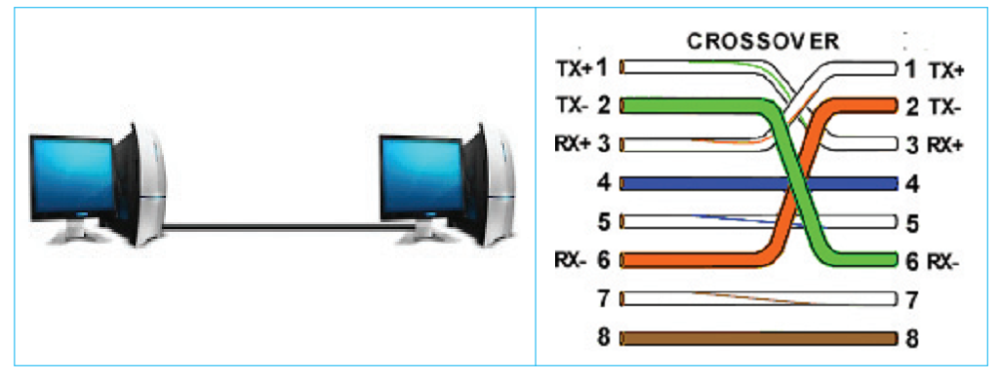 CROSSOVER
TX+ 1 1 TX+
TX- 2 2 TX-
RX+ 3 3 RX+
4 4
5 5
RX- 6 6 RX-
7 7
8 8